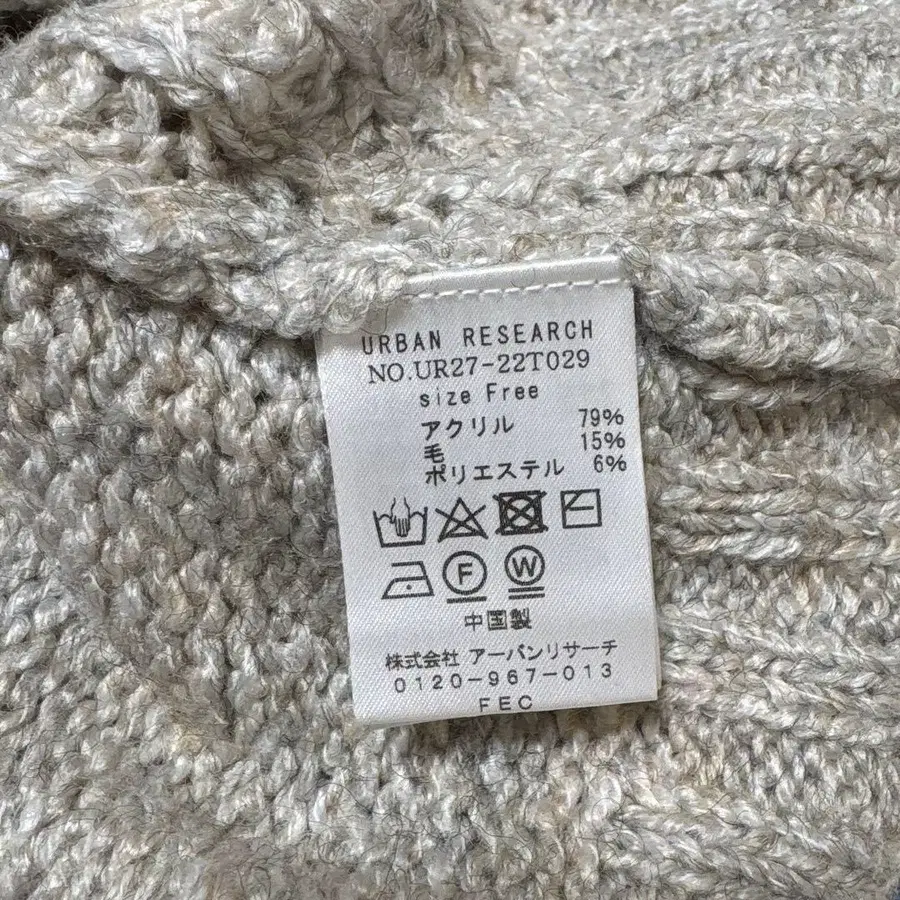 URBAN RESEARCH
NO.UR27-22T029
size Free
アクリル 79%
毛 15%
ポリエステル 6%
F W
中国製
株式会社 アーバンリサーチ
0120-967-013
FEC